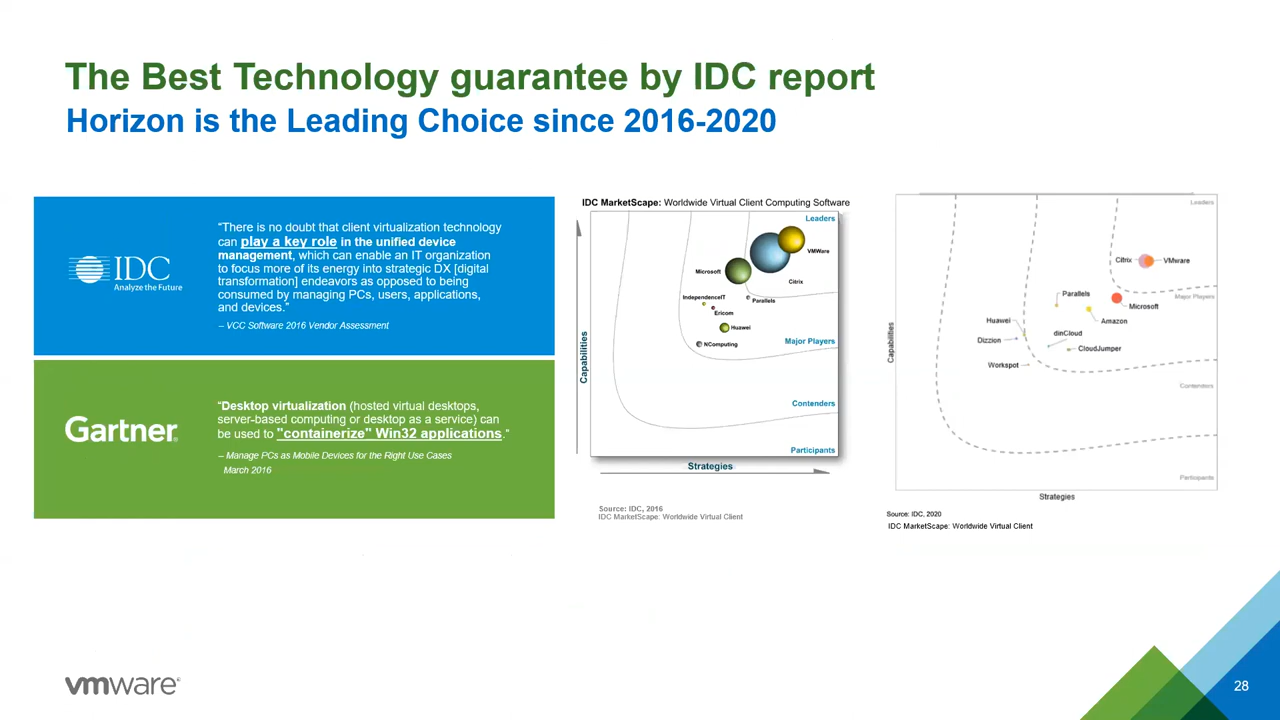 The Best Technology guarantee by IDC report
Horizon is the Leading Choice since 2016-2020
IDC
Analyze the Future
“There is no doubt that client virtualization technology
can play a key role in the unified device
management, which can enable an IT organization
to focus more of its energy into strategic DX [digital
transformation] endeavors as opposed to being
consumed by managing PCs, users, applications,
and devices.”
– VCC Software 2016 Vendor Assessment
Gartner
“Desktop virtualization (hosted virtual desktops,
server-based computing or desktop as a service) can
be used to "containerize" Win32 applications.”
– Manage PCs as Mobile Devices for the Right Use Cases
March 2016
IDC MarketScape: Worldwide Virtual Client Computing Software
Leaders
VMWare
Microsoft
Citrix
IndependenceIT
Parallels
Ericom
Huawei
Major Players
NComputing
Capabilities
Contenders
Participants
Strategies
Source: IDC, 2016
IDC MarketScape: Worldwide Virtual Client
Leaders
Citrix
VMware
Parallels
Major Players
Microsoft
Huawei
Amazon
dinCloud
Dizzion
CloudJumper
Workspot
Capabilities
Contenders
Participants
Strategies
Source: IDC, 2020
IDC MarketScape: Worldwide Virtual Client
vmware
28